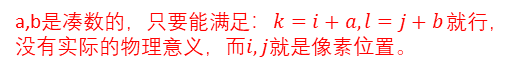 a,b是凑数的，只要能满足：k = i + a, l = j + b就行，
没有实际的物理意义，而i, j就是像素位置。